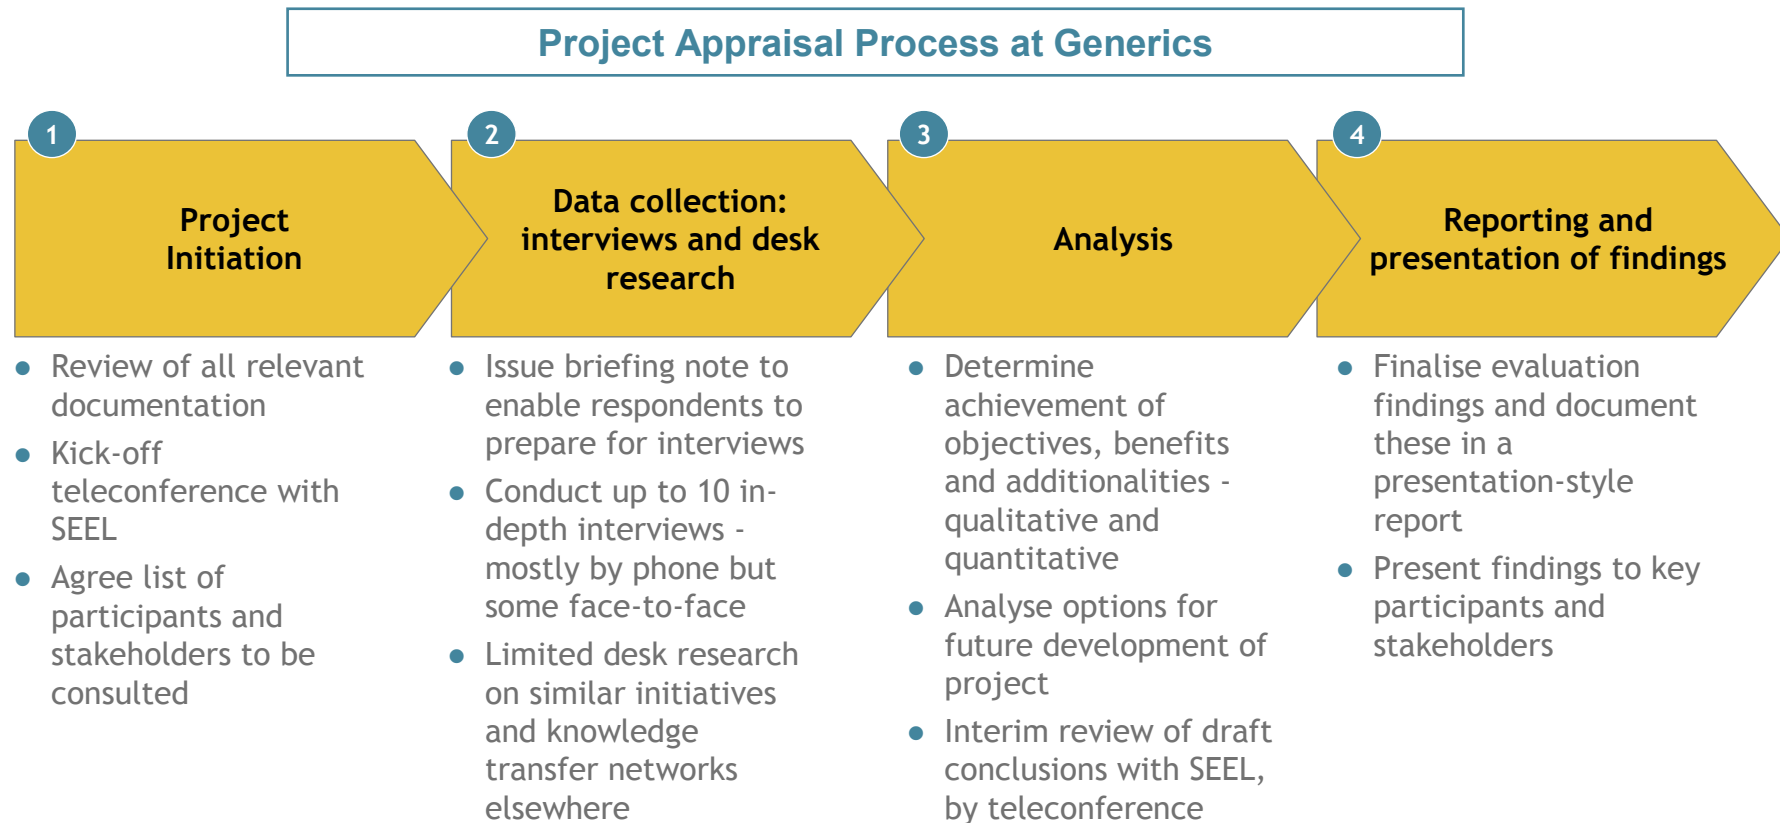 Project Appraisal Process at Generics
1
Project
Initiation
● Review of all relevant
documentation
● Kick-off
teleconference with
SEEL
● Agree list of
participants and
stakeholders to be
consulted
2
Data collection:
interviews and desk
research
● Issue briefing note to
enable respondents to
prepare for interviews
● Conduct up to 10 in-
depth interviews -
mostly by phone but
some face-to-face
● Limited desk research
on similar initiatives
and knowledge
transfer networks
elsewhere
3
Analysis
● Determine
achievement of
objectives, benefits
and additionalities -
qualitative and
quantitative
● Analyse options for
future development of
project
● Interim review of draft
conclusions with SEEL,
by teleconference
4
Reporting and
presentation of findings
● Finalise evaluation
findings and document
these in a
presentation-style
report
● Present findings to key
participants and
stakeholders